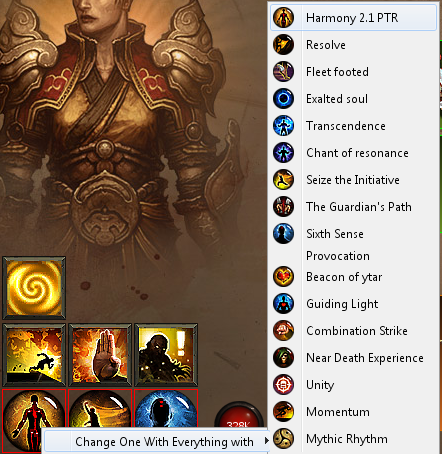 Harmony 2.1 PTR
Resolve
Fleet footed
Exalted soul
Transcendence
Chant of resonance
Seize the Initiative
The Guardian's Path
Sixth Sense
Provocation
Beacon of ytar
Guiding Light
Combination Strike
Near Death Experience
Unity
Momentum
Mythic Rhythm
328K
Change One With Everything with